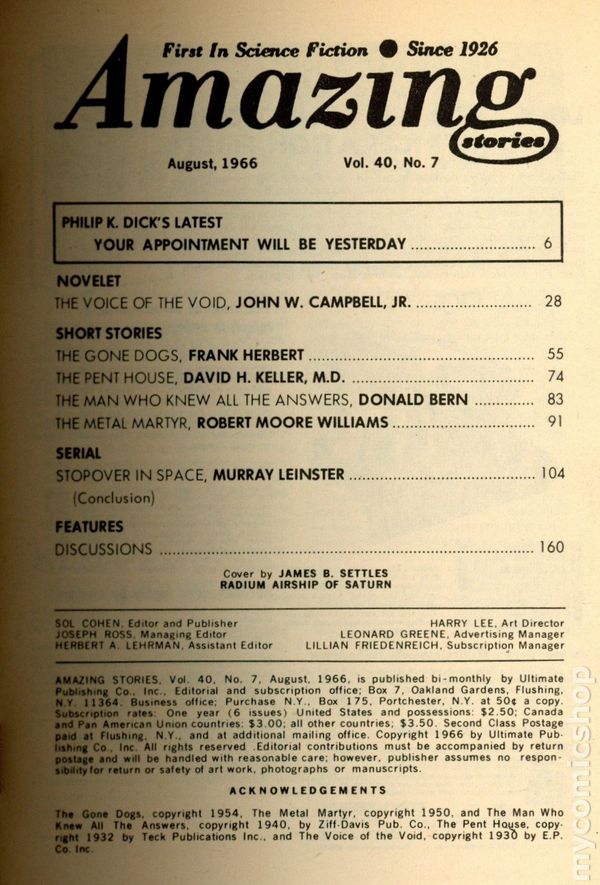 First In Science Fiction ● Since 1926
Amazing
stories
August, 1966 Vol. 40, No. 7
PHILIP K. DICK'S LATEST
YOUR APPOINTMENT WILL BE YESTERDAY .............................. 6
NOVELET
THE VOICE OF THE VOID, JOHN W. CAMPBELL, JR. ............................ 28
SHORT STORIES
THE GONE DOGS, FRANK HERBERT ...................................................... 55
THE PENT HOUSE, DAVID H. KELLER, M.D. ............................................ 74
THE MAN WHO KNEW ALL THE ANSWERS, DONALD BERN .............. 83
THE METAL MARTYR, ROBERT MOORE WILLIAMS .................................. 91
SERIAL
STOPOVER IN SPACE, MURRAY LEINSTER ............................................ 104
(Conclusion)
FEATURES
DISCUSSIONS .......................................................................................... 160
Cover by JAMES B. SETTLES
RADIUM AIRSHIP OF SATURN
SOL COHEN, Editor and Publisher HARRY LEE, Art Director
JOSEPH ROSS, Managing Editor LEONARD GREENE, Advertising Manager
HERBERT A. LEHRMAN, Assistant Editor LILLIAN FRIEDENREICH, Subscription Manager
AMAZING STORIES, Vol. 40, No. 7, August, 1966, is published bi-monthly by Ultimate
Publishing Co., Inc., Editorial and subscription office; Box 7, Oakland Gardens, Flushing,
N.Y. 11364. Business office; Purchase N.Y., Box 175, Portchester, N.Y. at 50¢ a copy.
Subscription rates: One year (6 issues) United States and possessions: $2.50; Canada
and Pan American Union countries: $3.00; all other countries; $3.50. Second Class Postage
paid at Flushing, N.Y., and at additional mailing office. Copyright 1966 by Ultimate Pub-
lishing Co., Inc. All rights reserved .Editorial contributions must be accompanied by return
postage and will be handled with reasonable care; however, publisher assumes no respon-
sibility for return or safety of art work, photographs or manuscripts.
ACKNOWLEDGEMENTS
The Gone Dogs, copyright 1954, The Metal Martyr, copyright 1950, and The Man Who
Knew All The Answers, copyright 1940, by Ziff-Davis Pub. Co., The Pent House, copy-
right 1932 by Teck Publications Inc., and The Voice of the Void, copyright 1930 by E.P.
Co. Inc.
mycomicshop